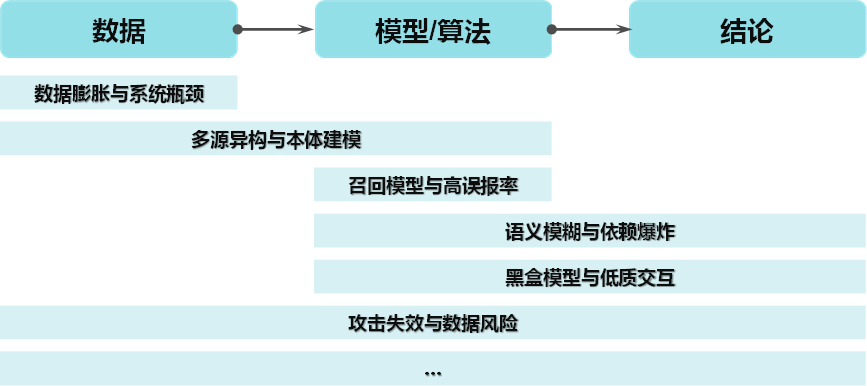 数据
模型/算法
结论
数据膨胀与系统瓶颈
多源异构与本体建模
召回模型与高误报率
语义模糊与依赖爆炸
黑盒模型与低质交互
攻击失效与数据风险
...